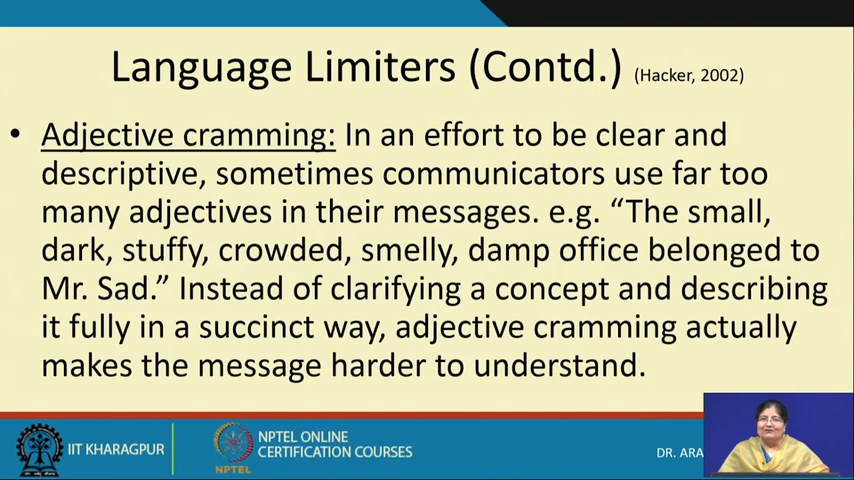 Language Limiters (Contd.) (Hacker, 2002)
• Adjective cramming: In an effort to be clear and
descriptive, sometimes communicators use far too
many adjectives in their messages. e.g. “The small,
dark, stuffy, crowded, smelly, damp office belonged to
Mr. Sad.” Instead of clarifying a concept and describing
it fully in a succinct way, adjective cramming actually
makes the message harder to understand.
IIT KHARAGPUR
NPTEL
NPTEL ONLINE
CERTIFICATION COURSES
DR. ARA